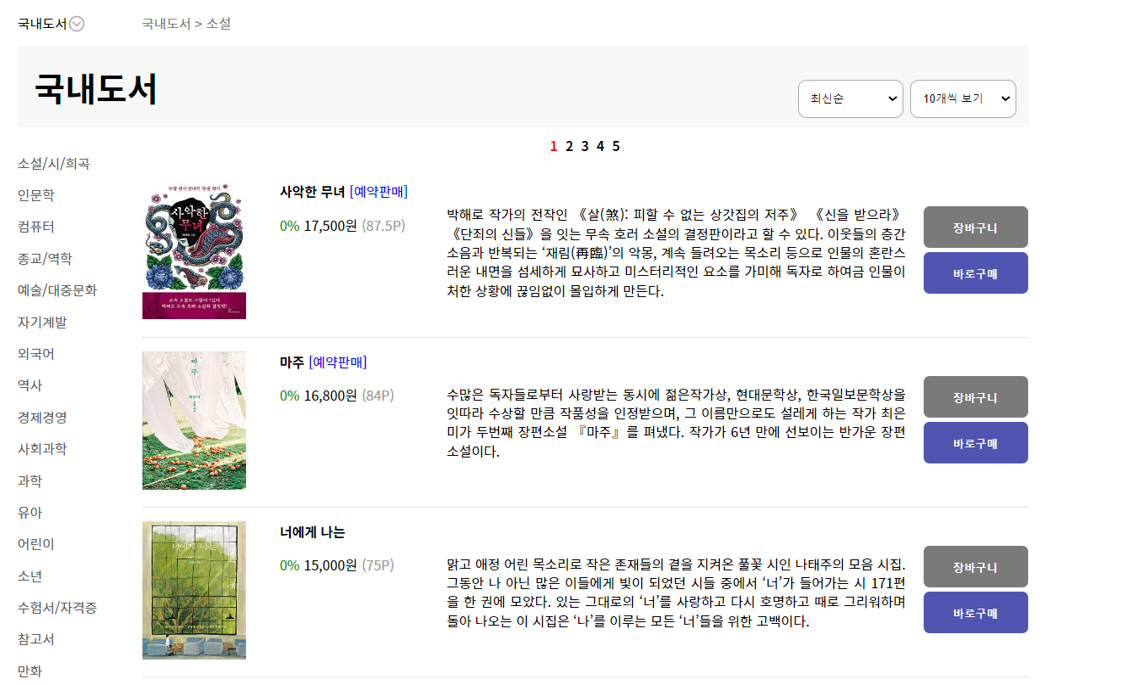 국내도서
국내도서 > 소설
국내도서
최신순
10개씩 보기
1 2 3 4 5
소설/시/희곡
인문학
컴퓨터
종교/역학
예술/대중문화
자기계발
외국어
역사
경제경영
사회과학
과학
유아
어린이
소년
수험서/자격증
참고서
만화
사악한
무녀
사악한 무녀 [예약판매]
0% 17,500원 (87.5P)
박해로 작가의 전작인 《살(煞): 피할 수 없는 상갓집의 저주》 《신을 받으라》
《단죄의 신들》을 잇는 무속 호러 소설의 결정판이라고 할 수 있다. 이웃들의 층간
소음과 반복되는 ‘재림(再臨)’의 악몽, 계속 들려오는 목소리 등으로 인물의 혼란스
러운 내면을 섬세하게 묘사하고 미스터리적인 요소를 가미해 독자로 하여금 인물이
처한 상황에 끊임없이 몰입하게 만든다.
장바구니
바로구매
마
주
마주 [예약판매]
0% 16,800원 (84P)
수많은 독자들로부터 사랑받는 동시에 젊은작가상, 현대문학상, 한국일보문학상을
잇따라 수상할 만큼 작품성을 인정받으며, 그 이름만으로도 설레게 하는 작가 최은
미가 두번째 장편소설 『마주』를 펴냈다. 작가가 6년 만에 선보이는 반가운 장편
소설이다.
장바구니
바로구매
너에게 나는
0% 15,000원 (75P)
맑고 애정 어린 목소리로 작은 존재들의 곁을 지켜온 풀꽃 시인 나태주의 모음 시집.
그동안 나 아닌 많은 이들에게 빛이 되었던 시들 중에서 ‘너’가 들어가는 시 171편
을 한 권에 모았다. 있는 그대로의 ‘너’를 사랑하고 다시 호명하고 때로 그리워하며
돌아 나오는 이 시집은 ‘나’를 이루는 모든 ‘너’들을 위한 고백이다.
장바구니
바로구매